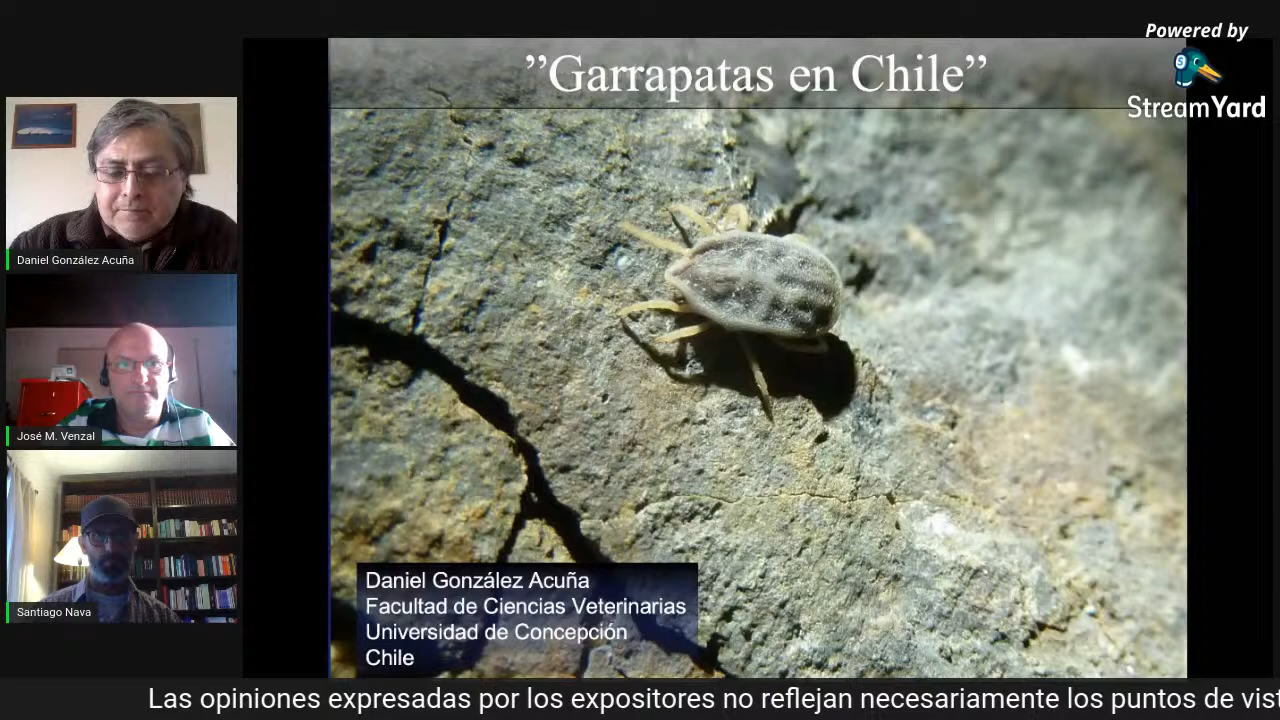 Powered by
StreamYard
”Garrapatas en Chile”
Daniel González Acuña
José M. Venzal
Santiago Nava
Daniel González Acuña
Facultad de Ciencias Veterinarias
Universidad de Concepción
Chile
Las opiniones expresadas por los expositores no reflejan necesariamente los puntos de